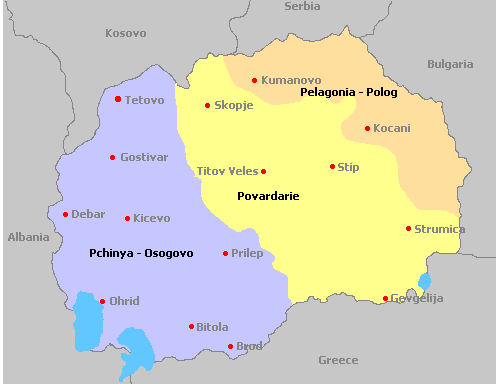 Serbia
Kosovo
Bulgaria
Kumanovo
Pelagonia - Polog
Tetovo
Skopje
Kocani
Gostivar
Titov Veles
Stip
Povardarie
Debar
Kicevo
Strumica
Albania
Pchinya - Osogovo
Prilep
Ohrid
Gevgelija
Bitola
Brod
Greece